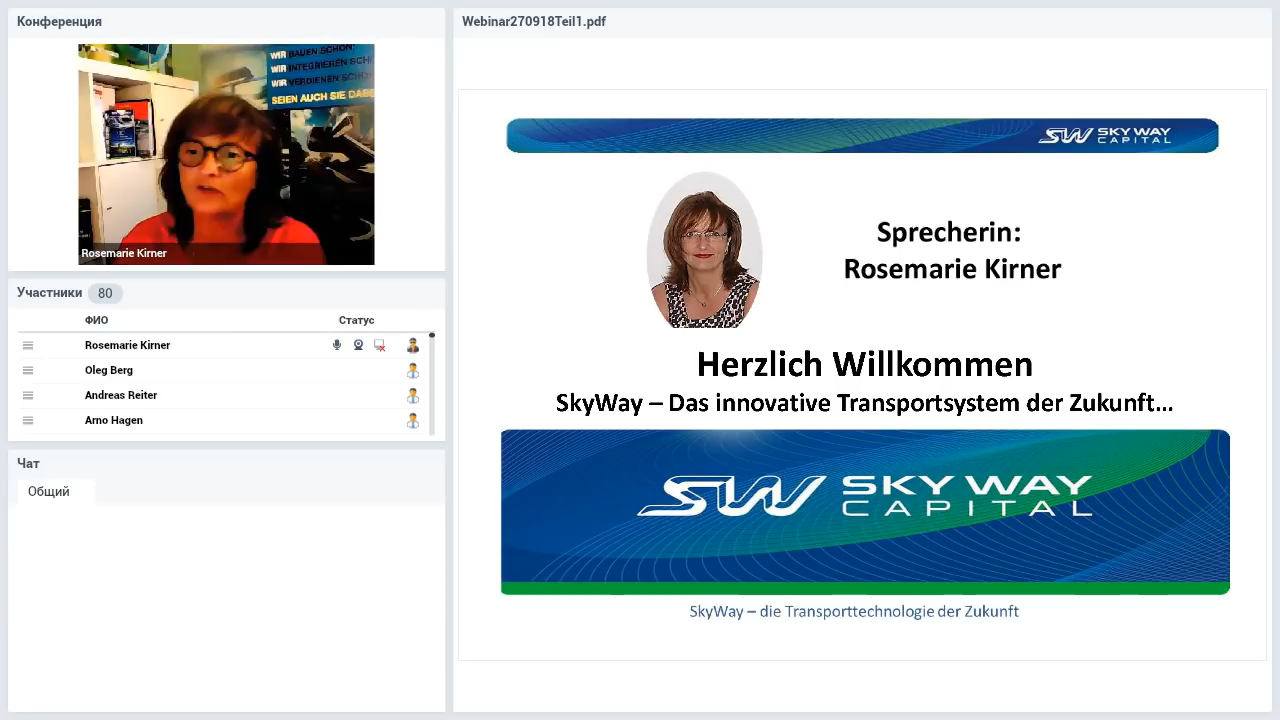 Конференция
WIR BAUEN SCHON!
WIR INTEGRIEREN SCH
WIR VERDIENEN SCHO
SEIEN AUCH SIE DABE
Rosemarie Kirner
Участники 80
ФИО Статус
Rosemarie Kirner
Oleg Berg
Andreas Reiter
Arno Hagen
Чат
Общий
Webinar270918Teil1.pdf
SW SKY WAY
CAPITAL
Sprecherin:
Rosemarie Kirner
Herzlich Willkommen
SkyWay – Das innovative Transportsystem der Zukunft...
SW SKY WAY
CAPITAL
SkyWay – die Transporttechnologie der Zukunft